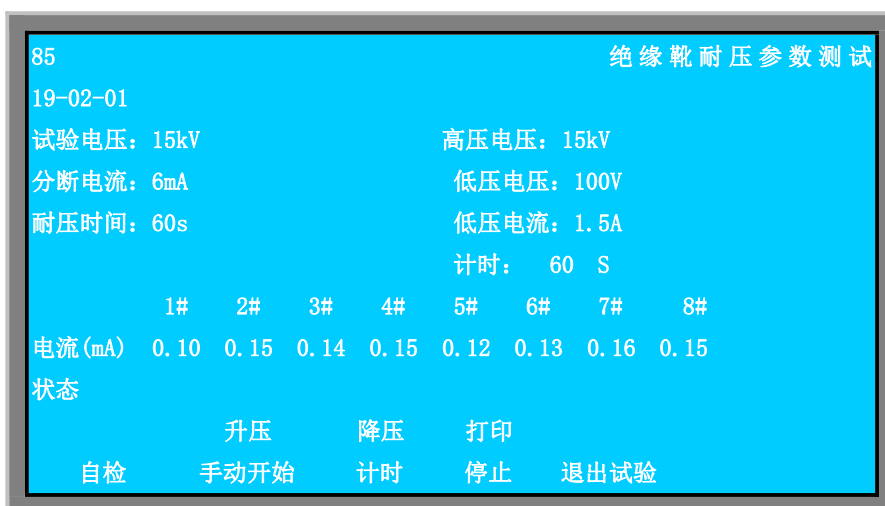 85 绝缘靴耐压参数测试
19-02-01
试验电压：15kV 高压电压：15kV
分断电流：6mA 低压电压：100V
耐压时间：60s 低压电流：1.5A
计时： 60 S
1# 2# 3# 4# 5# 6# 7# 8#
电流(mA) 0.10 0.15 0.14 0.15 0.12 0.13 0.16 0.15
状态
升压 降压 打印
自检 手动开始 计时 停止 退出试验